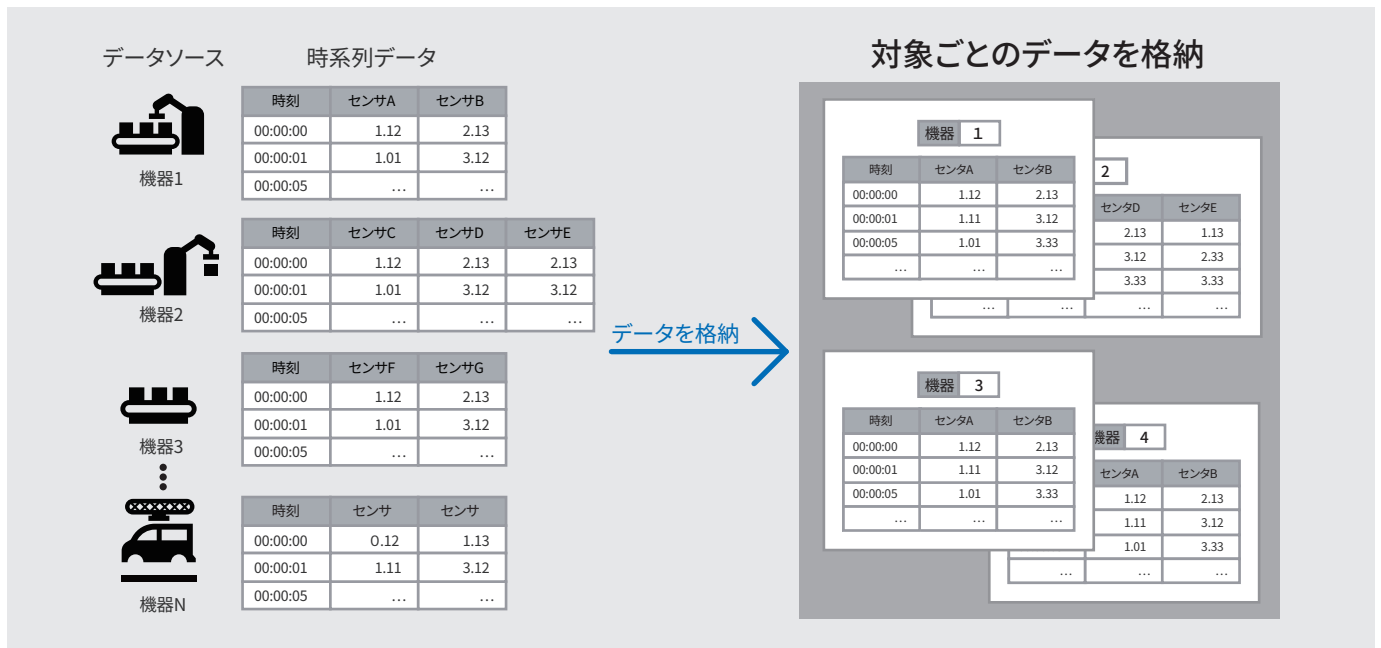 データソース
時系列データ
機器1
時刻 センサA センサB
00:00:00 1.12 2.13
00:00:01 1.01 3.12
00:00:05 … …
機器2
時刻 センサC センサD センサE
00:00:00 1.12 2.13 2.13
00:00:01 1.01 3.12 3.12
00:00:05 … … …
機器3
時刻 センサF センサG
00:00:00 1.12 2.13
00:00:01 1.01 3.12
00:00:05 … …
機器N
時刻 センサ センサ
00:00:00 0.12 1.13
00:00:01 1.11 3.12
00:00:05 … …
データを格納
対象ごとのデータを格納
機器 1
時刻 センタA センタB
00:00:00 1.12 2.13
00:00:01 1.11 3.12
00:00:05 1.01 3.33
… … …
2
センタD センタE
2.13 1.13
3.12 2.33
3.33 3.33
… … … …
機器 3
時刻 センタA センタB
00:00:00 1.12 2.13
00:00:01 1.11 3.12
00:00:05 1.01 3.33
… … …
機器 4
センタA センタB
1.12 2.13
1.11 3.12
1.01 3.33
… … …